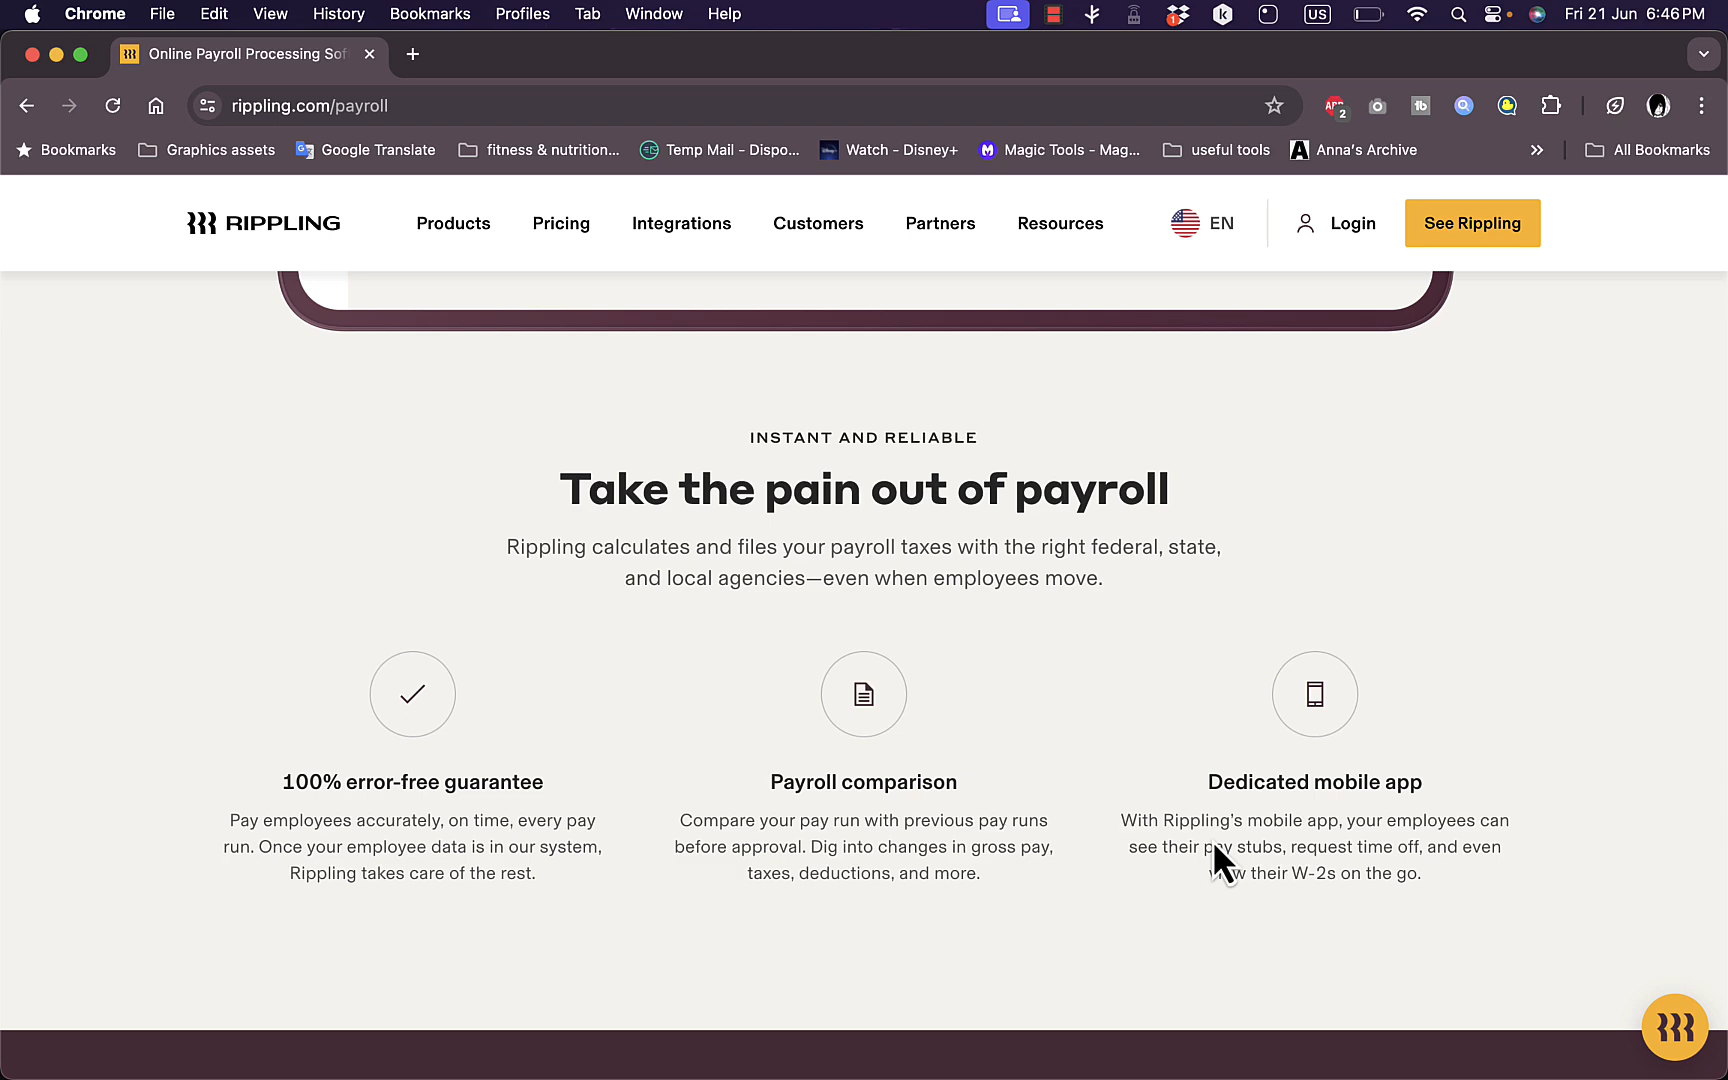 Chrome File Edit View History Bookmarks Profiles Tab Window Help 1 US Fri 21 Jun 6:46 PM
Online Payroll Processing Sof
rippling.com/payroll 2
Bookmarks Graphics assets Google Translate fitness & nutrition... Temp Mail - Dispo... Watch - Disney+ Magic Tools - Mag... useful tools Anna's Archive All Bookmarks
RIPPLING Products Pricing Integrations Customers Partners Resources EN Login See Rippling
INSTANT AND RELIABLE
Take the pain out of payroll
Rippling calculates and files your payroll taxes with the right federal, state,
and local agencies—even when employees move.
100% error-free guarantee
Pay employees accurately, on time, every pay
run. Once your employee data is in our system,
Rippling takes care of the rest.
Payroll comparison
Compare your pay run with previous pay runs
before approval. Dig into changes in gross pay,
taxes, deductions, and more.
Dedicated mobile app
With Rippling's mobile app, your employees can
see their pay stubs, request time off, and even
view their W-2s on the go.